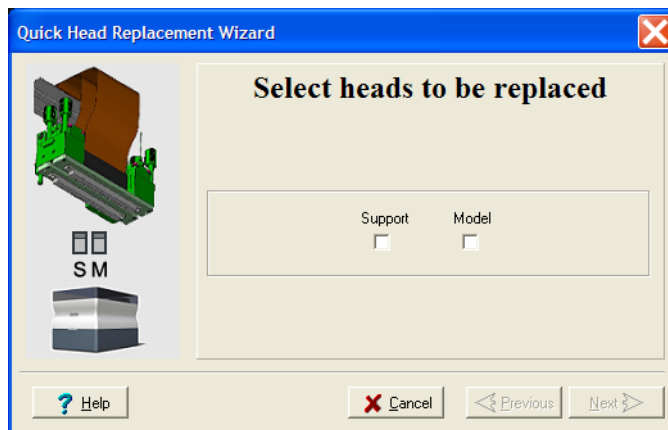 Quick Head Replacement Wizard
Select heads to be replaced
Support Model
S M
Help Cancel Previous Next